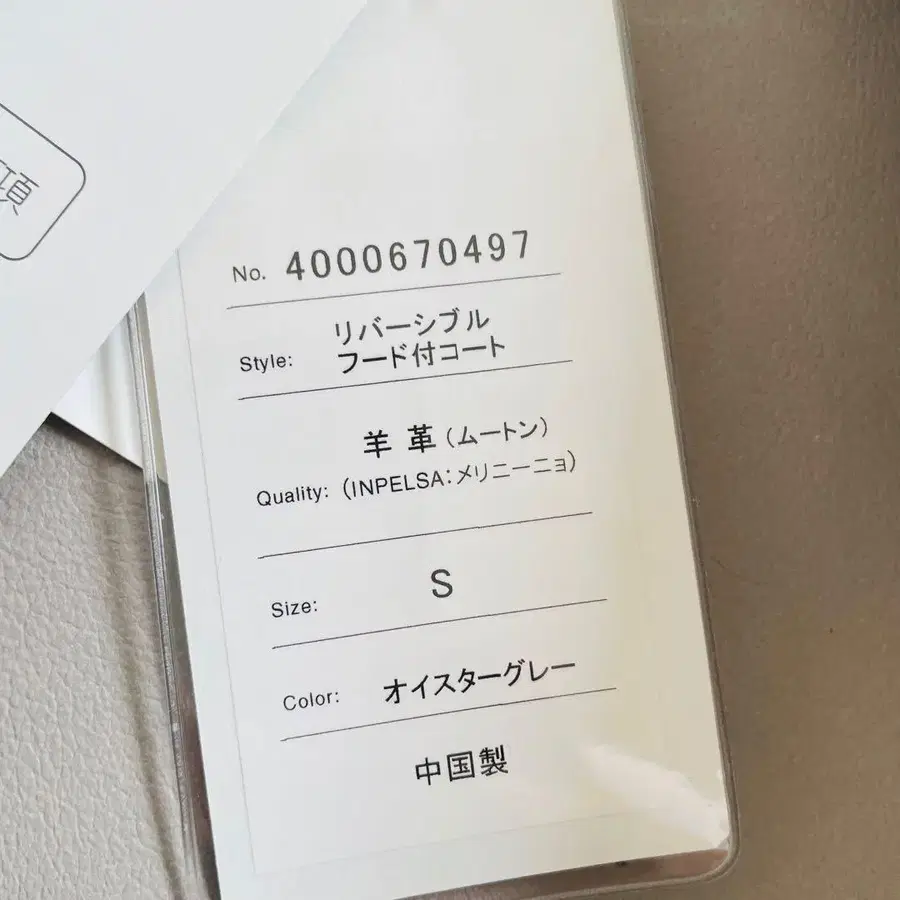 項
No. 4000670497
Style: リバーシブル
フード付コート
羊 革 (ムートン)
Quality: (INPELSA:メリニーニョ)
Size: S
Color: オイスターグレー
中国製